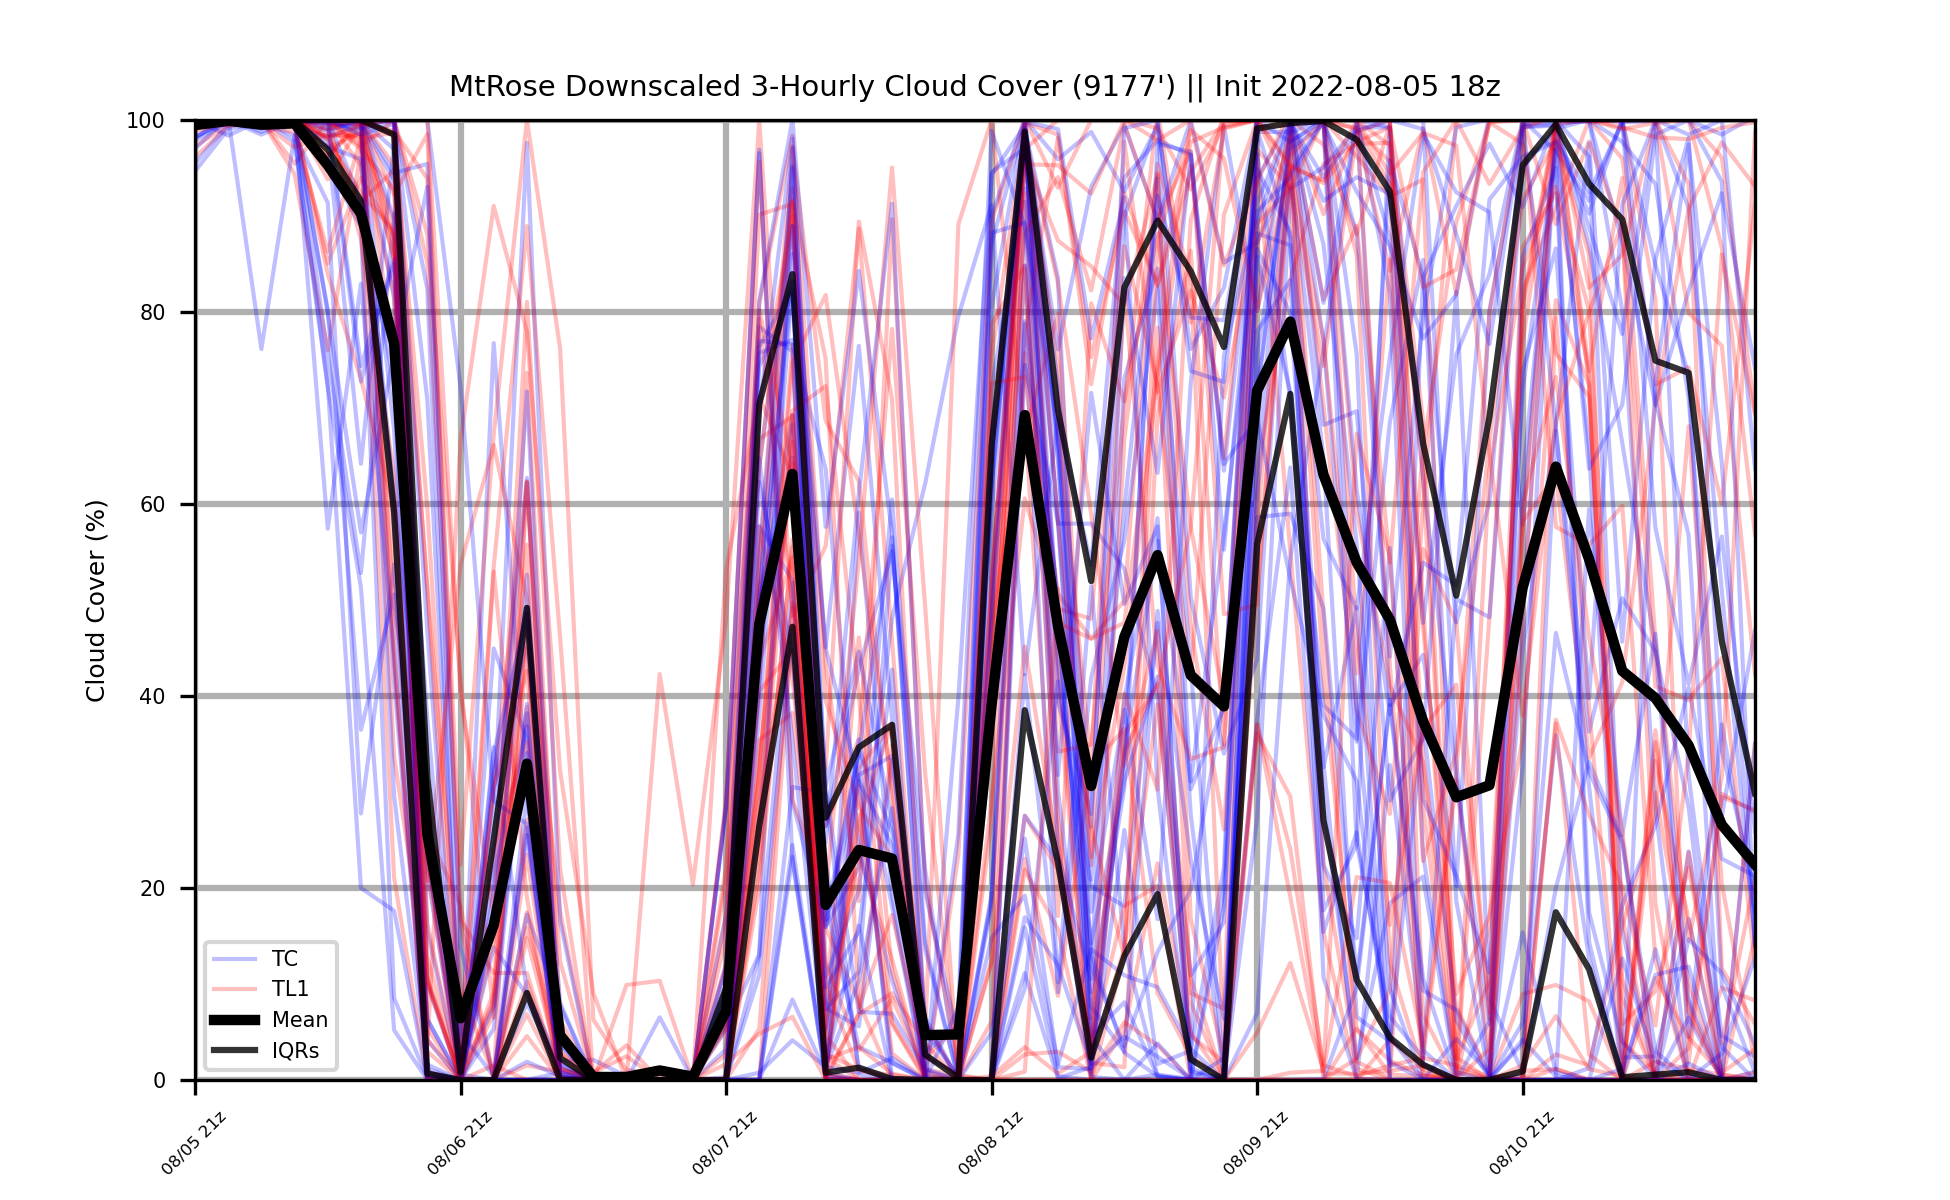 MtRose Downscaled 3-Hourly Cloud Cover (9177') || Init 2022-08-05 18z
Cloud Cover (%)
100
80
60
40
20
0
TC
TL1
Mean
IQRs
08/05 21z
08/06 21z
08/07 21z
08/08 21z
08/09 21z
08/10 21z